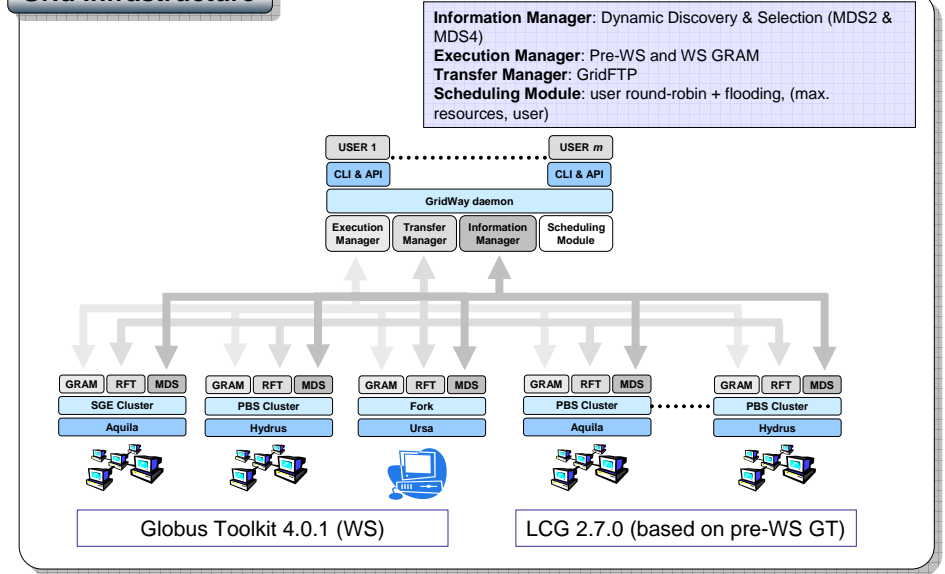 Grid Infrastructure
Information Manager: Dynamic Discovery & Selection (MDS2 &
MDS4)
Execution Manager: Pre-WS and WS GRAM
Transfer Manager: GridFTP
Scheduling Module: user round-robin + flooding, (max.
resources, user)
USER 1 USER m
CLI & API CLI & API
GridWay daemon
Execution Transfer Information Scheduling
Manager Manager Manager Module
GRAM RFT MDS GRAM RFT MDS GRAM RFT MDS GRAM RFT MDS GRAM RFT MDS
SGE Cluster PBS Cluster Fork PBS Cluster PBS Cluster
Aquila Hydrus Ursa Aquila Hydrus
Globus Toolkit 4.0.1 (WS) LCG 2.7.0 (based on pre-WS GT)